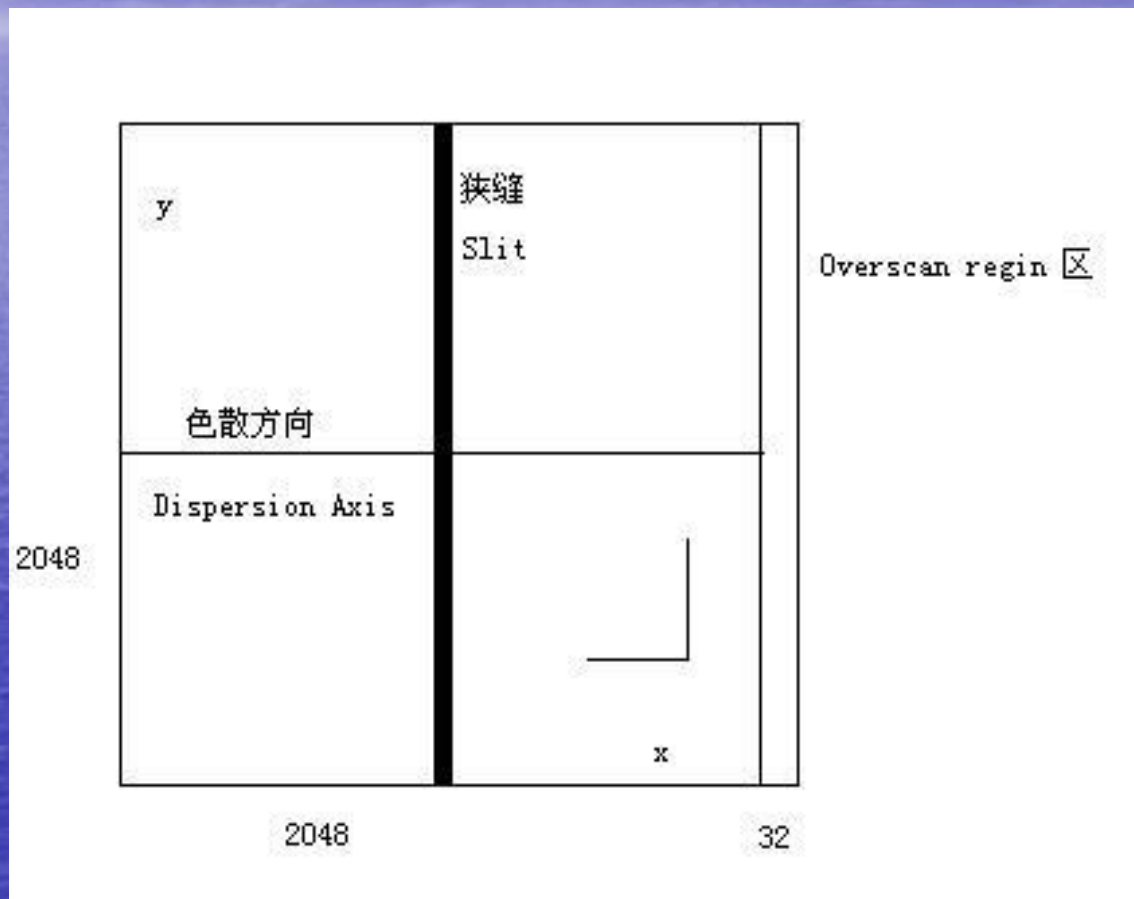 y
狭缝
Slit
Overscan regin 区
色散方向
Dispersion Axis
2048
x
2048
32